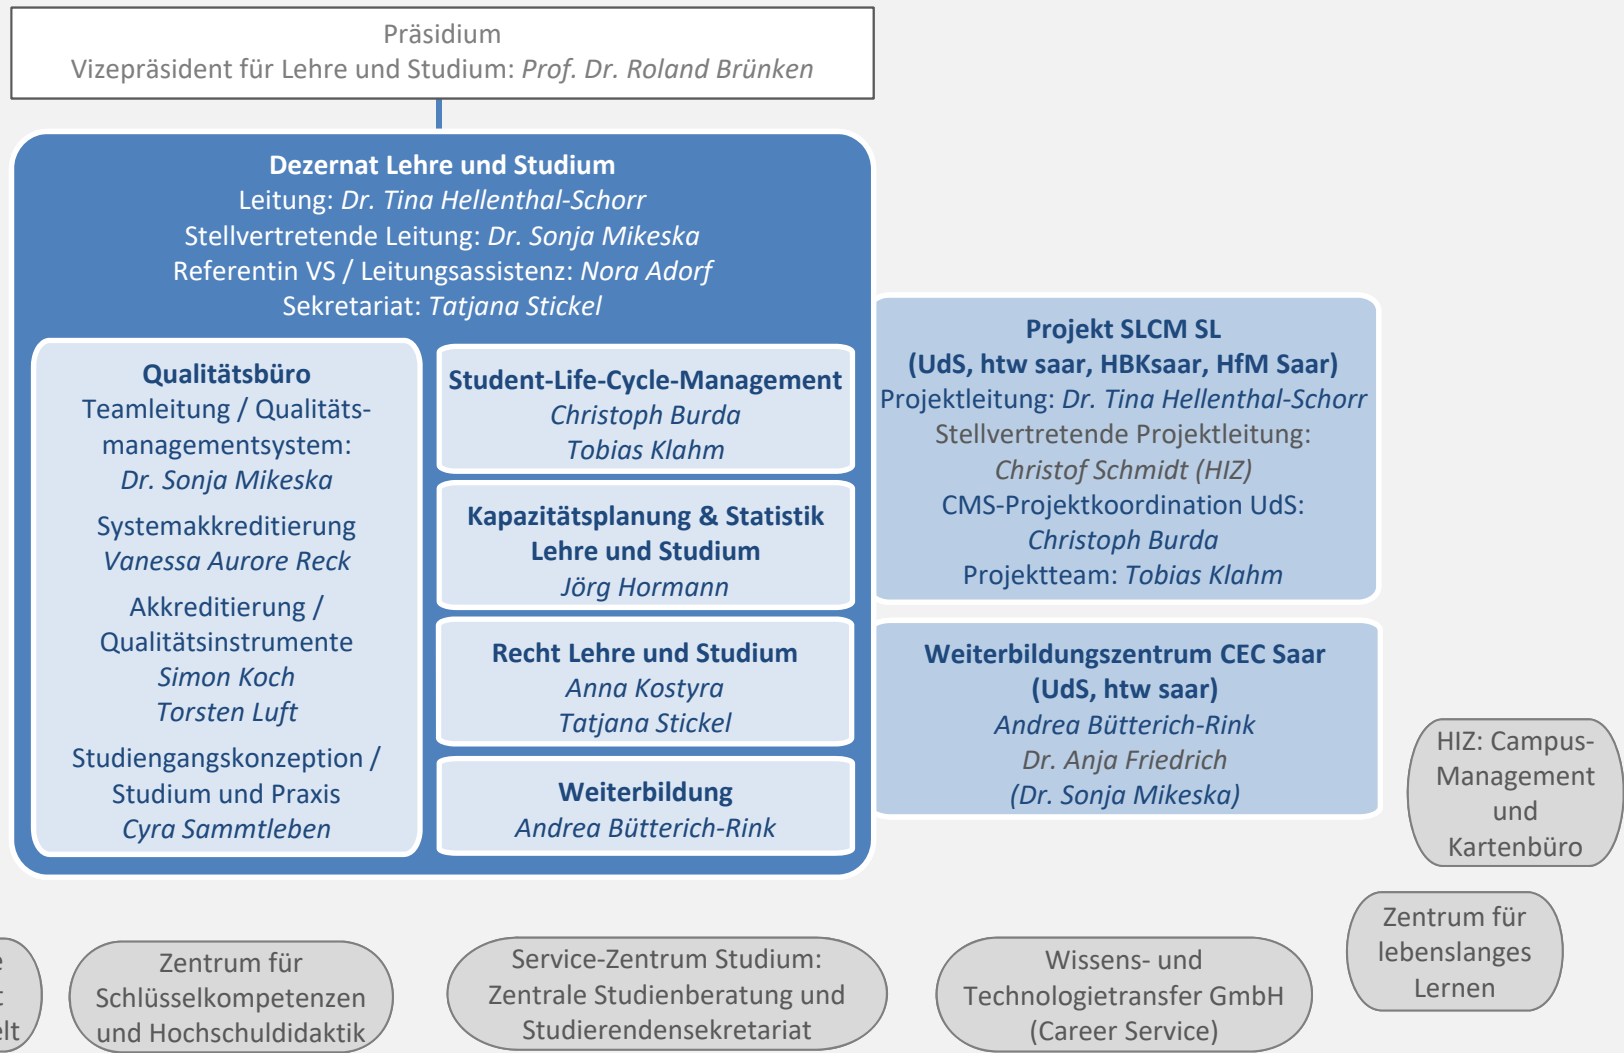 Präsidium
Vizepräsident für Lehre und Studium: Prof. Dr. Roland Brünken
Dezernat Lehre und Studium
Leitung: Dr. Tina Hellenthal-Schorr
Stellvertretende Leitung: Dr. Sonja Mikeska
Referentin VS / Leitungsassistenz: Nora Adorf
Sekretariat: Tatjana Stickel
Qualitätsbüro
Teamleitung / Qualitäts-
managementsystem:
Dr. Sonja Mikeska
Systemakkreditierung
Vanessa Aurore Reck
Akkreditierung /
Qualitätsinstrumente
Simon Koch
Torsten Luft
Studiengangskonzeption /
Studium und Praxis
Cyra Sammtleben
Student-Life-Cycle-Management
Christoph Burda
Tobias Klahm
Kapazitätsplanung & Statistik
Lehre und Studium
Jörg Hormann
Recht Lehre und Studium
Anna Kostyra
Tatjana Stickel
Weiterbildung
Andrea Bütterich-Rink
Projekt SLCM SL
(UdS, htw saar, HBKsaar, HfM Saar)
Projektleitung: Dr. Tina Hellenthal-Schorr
Stellvertretende Projektleitung:
Christof Schmidt (HIZ)
CMS-Projektkoordination UdS:
Christoph Burda
Projektteam: Tobias Klahm
Weiterbildungszentrum CEC Saar
(UdS, htw saar)
Andrea Bütterich-Rink
Dr. Anja Friedrich
(Dr. Sonja Mikeska)
HIZ: Campus-
Management
und
Kartenbüro
Zentrum für
lebenslanges
Lernen
Zentrum für
Schlüsselkompetenzen
und Hochschuldidaktik
Service-Zentrum Studium:
Zentrale Studienberatung und
Studierendensekretariat
Wissens- und
Technologietransfer GmbH
(Career Service)